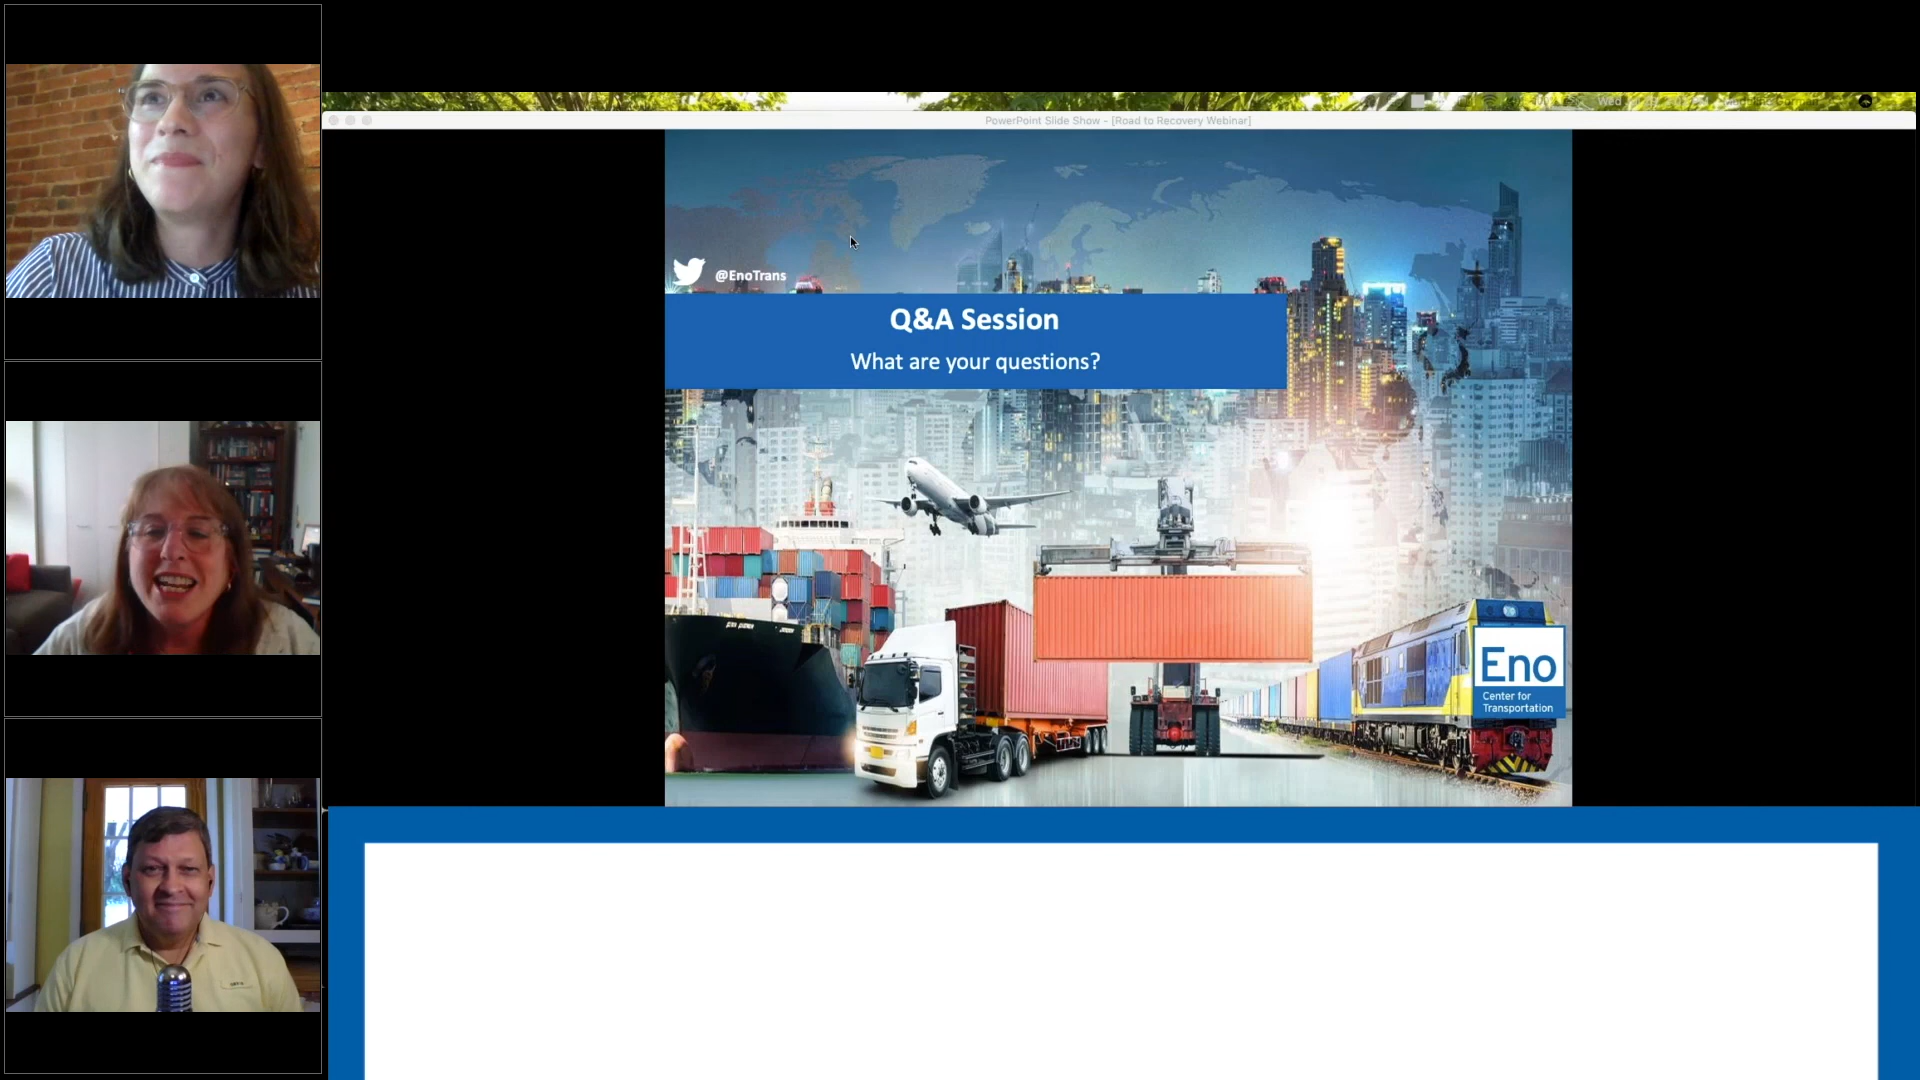 PowerPoint Slide Show - [Road to Recovery Webinar]
@EnoTrans
Q&A Session
What are your questions?
Eno
Center for
Transportation